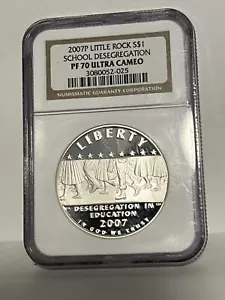 2007P LITTLE ROCK S$1
SCHOOL DESEGREGATION
PF 70 ULTRA CAMEO
3080052-025
NUMISMATIC GUARANTY CORPORATION
LIBERTY
DESEGREGATION IN
EDUCATION
2007
IN GOD WE TRUST